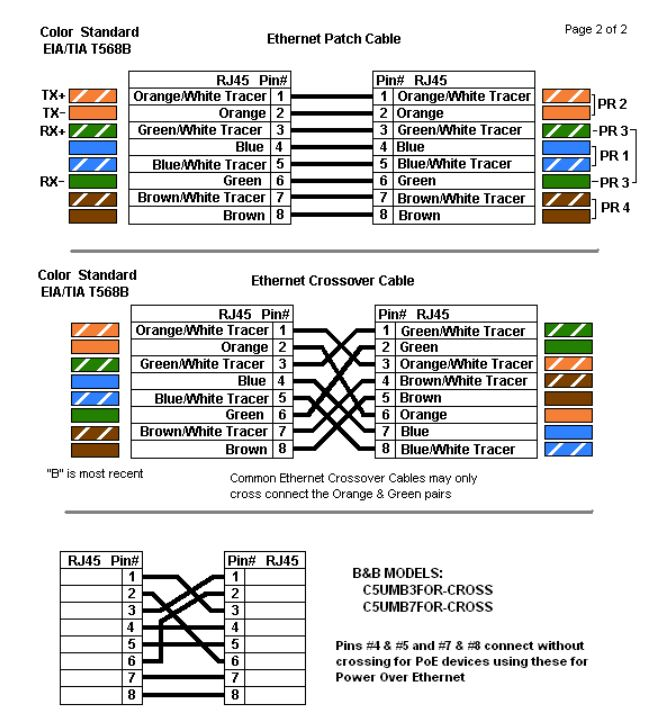 Color Standard
EIA/TIA T568B
Ethernet Patch Cable
Page 2 of 2
RJ45 Pin# Pin# RJ45
TX+ Orange/White Tracer 1 1 Orange/White Tracer
TX- Orange 2 2 Orange PR 2
RX+ Green/White Tracer 3 3 Green/White Tracer PR 3
Blue 4 4 Blue
Blue/White Tracer 5 5 Blue/White Tracer PR 1
RX- Green 6 6 Green PR 3
Brown/White Tracer 7 7 Brown/White Tracer
Brown 8 8 Brown PR 4
Color Standard
EIA/TIA T568B
Ethernet Crossover Cable
RJ45 Pin# Pin# RJ45
Orange/White Tracer 1 1 Green/White Tracer
Orange 2 2 Green
Green/White Tracer 3 3 Orange/White Tracer
Blue 4 4 Brown/White Tracer
Blue/White Tracer 5 5 Brown
Green 6 6 Orange
Brown/White Tracer 7 7 Blue
Brown 8 8 Blue/White Tracer
"B" is most recent
Common Ethernet Crossover Cables may only
cross connect the Orange & Green pairs
RJ45 Pin# Pin# RJ45
1 1
2 2
3 3
4 4
5 5
6 6
7 7
8 8
B&B MODELS:
C5UMB3FOR-CROSS
C5UMB7FOR-CROSS
Pins #4 & #5 and #7 & #8 connect without
crossing for PoE devices using these for
Power Over Ethernet